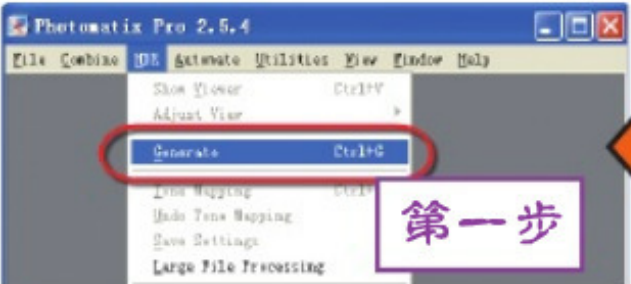 Photomatix Pro 2.5.4
File Combine HDR Automate Utilities View Window Help
Show Viewer Ctrl+V
Adjust View
Generate Ctrl+G
Tone Mapping Ctrl+
Undo Tone Mapping
Save Settings
Large File Processing
第一步